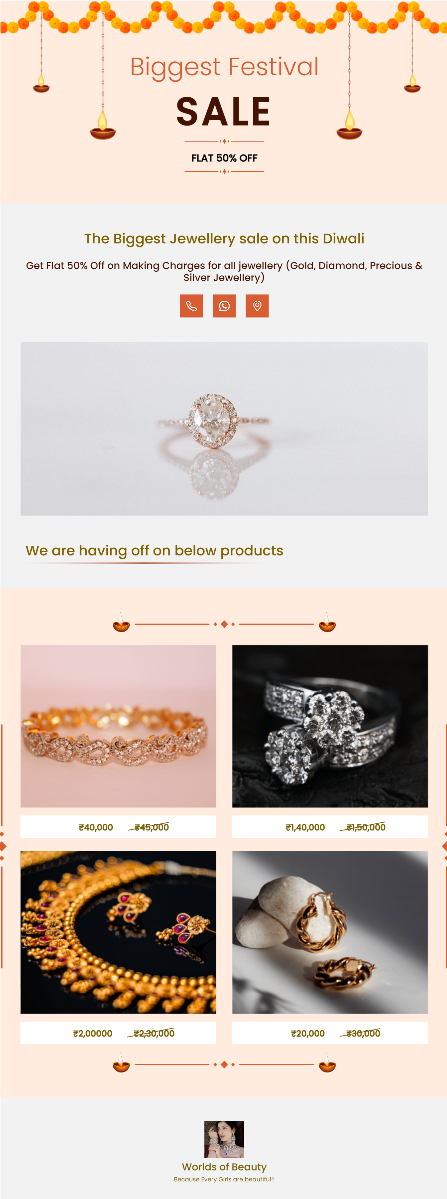 Biggest Festival
SALE
FLAT 50% OFF
The Biggest Jewellery sale on this Diwali
Get Flat 50% Off on Making Charges for all jewellery (Gold, Diamond, Precious &
Silver Jewellery)
We are having off on below products
₹40,000 ₹45,000
₹1,40,000 ₹1,50,000
₹2,00000 ₹2,30,000
₹20,000 ₹30,000
Worlds of Beauty
Because Every Girls are beautiful!!